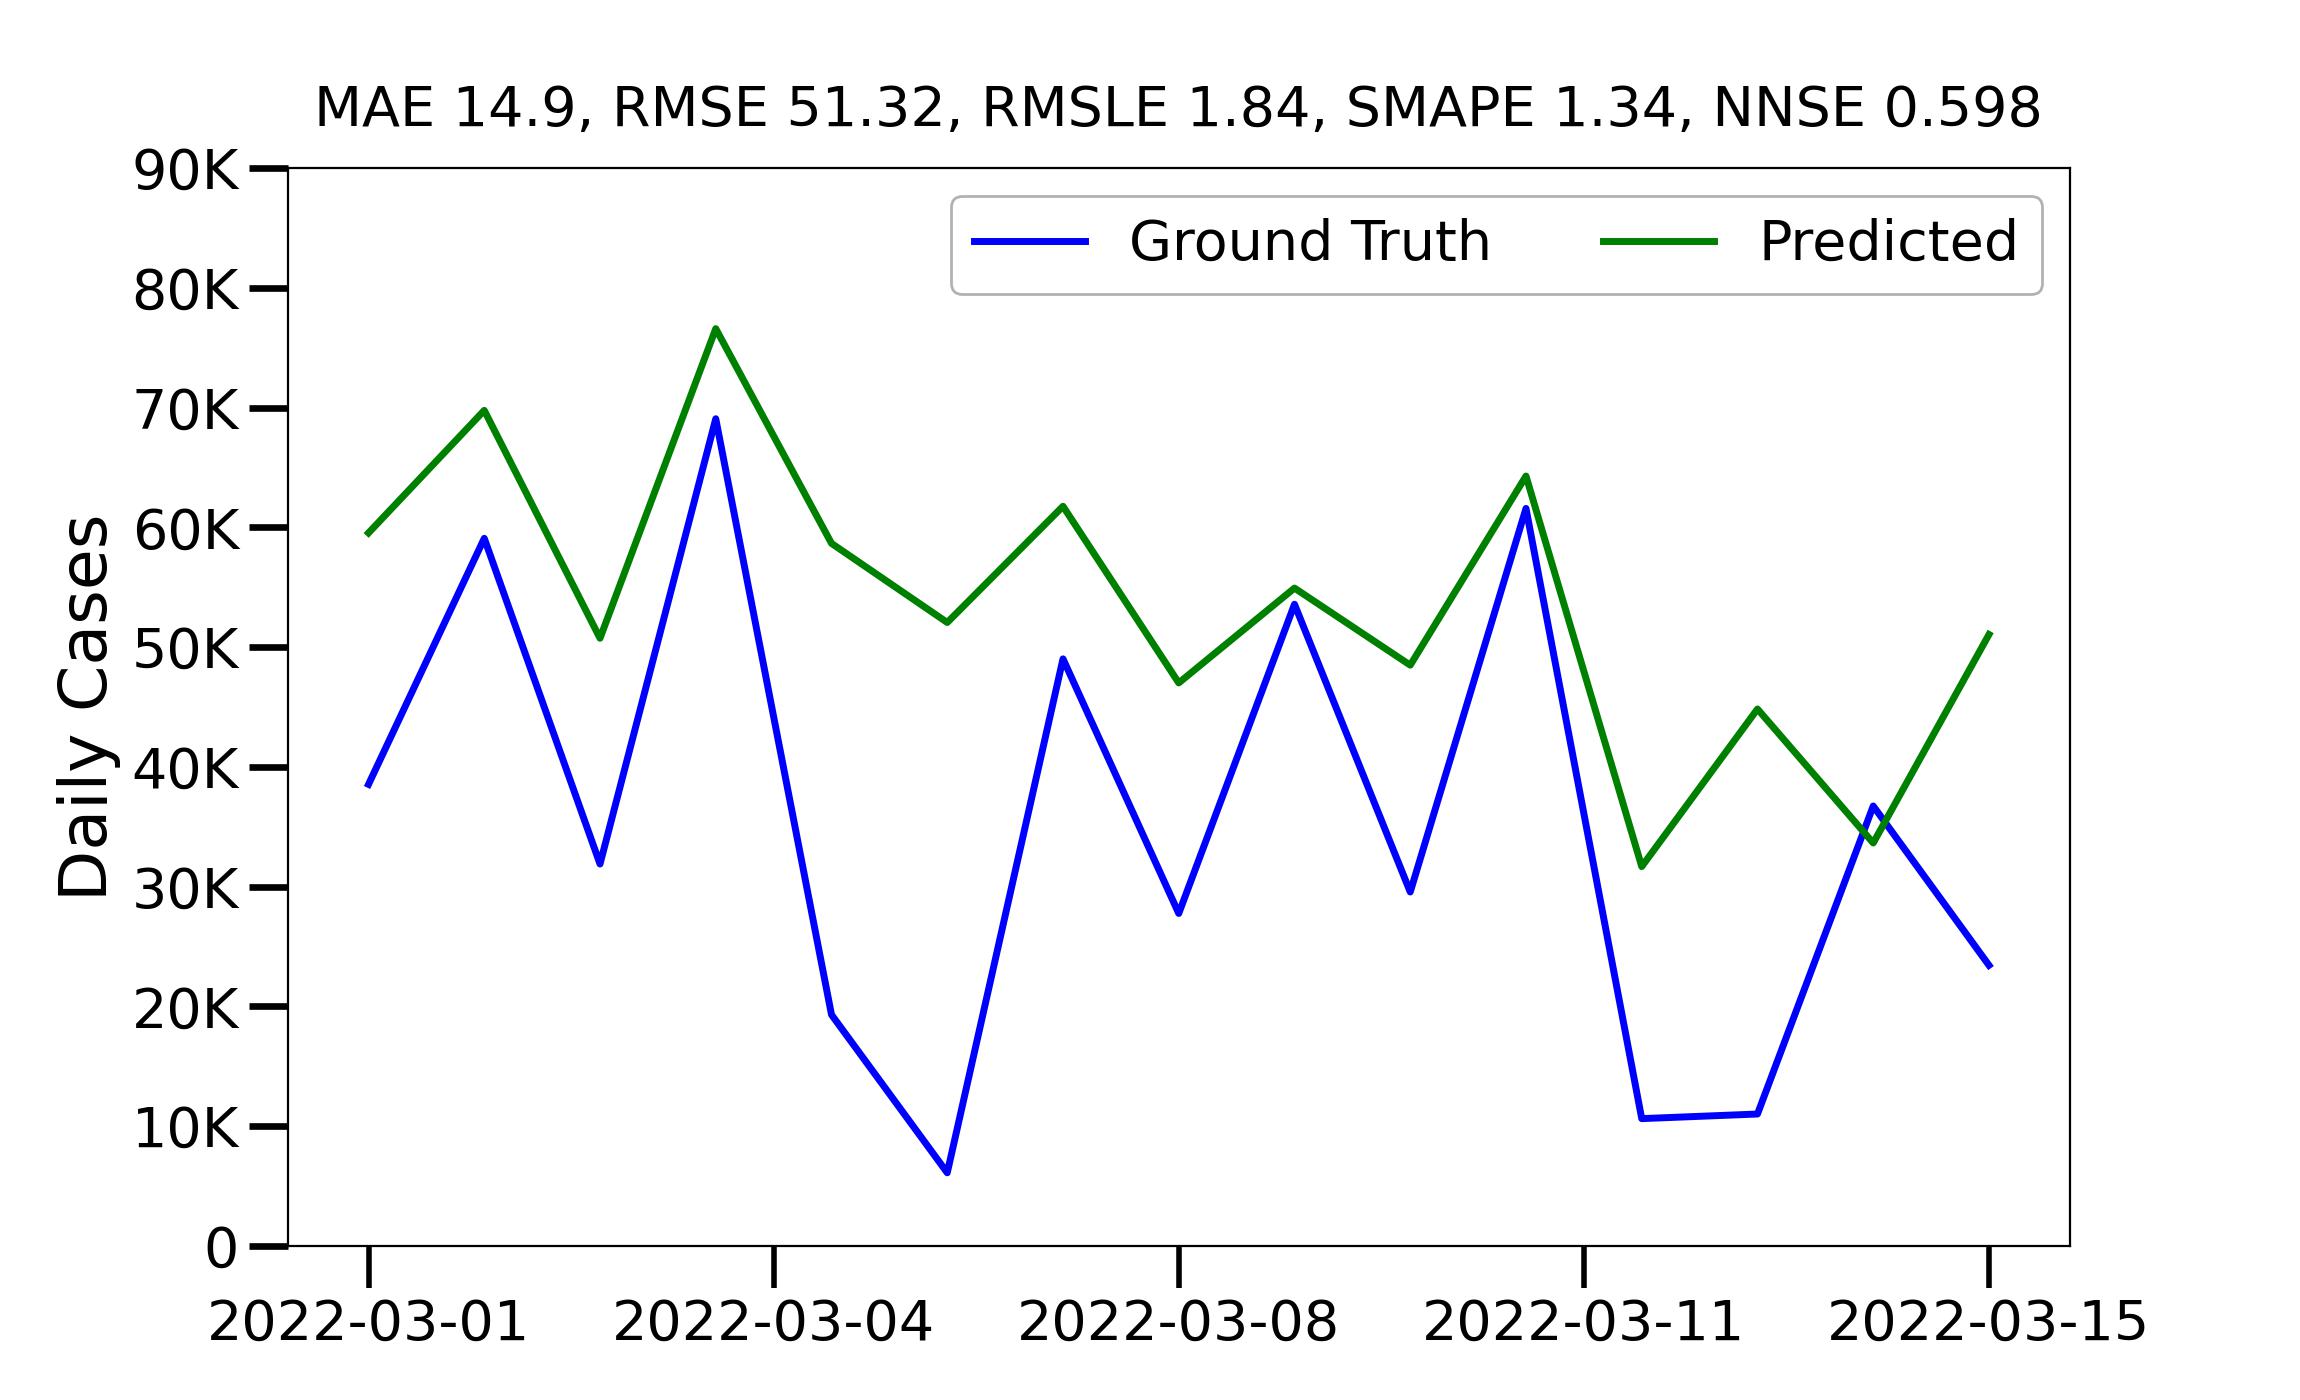 MAE 14.9, RMSE 51.32, RMSLE 1.84, SMAPE 1.34, NNSE 0.598
Ground Truth
Predicted
Daily Cases
90K
80K
70K
60K
50K
40K
30K
20K
10K
0
2022-03-01
2022-03-04
2022-03-08
2022-03-11
2022-03-15